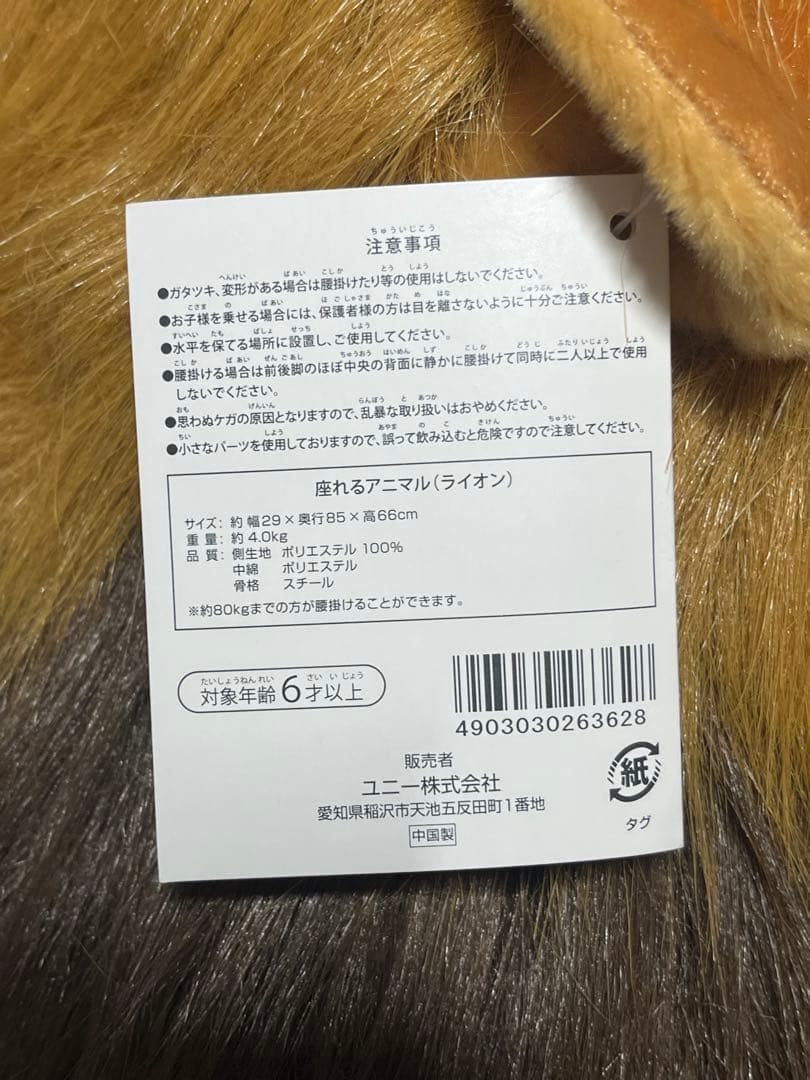 注意事項
●ガタツキ、変形がある場合は腰掛けたり等の使用はしないでください。
●お子様を乗せる場合には、保護者様の方は目を離さないように十分ご注意ください。
●水平を保てる場所に設置し、ご使用してください。
●腰掛ける場合は前後脚のほぼ中央の背面に静かに腰掛けて同時に二人以上で使用
しないでください。
●思わぬケガの原因となりますので、乱暴な取り扱いはおやめください。
●小さなパーツを使用しておりますので、誤って飲み込むと危険ですので注意してください。
座れるアニマル(ライオン)
サイズ: 約 幅29×奥行85×高66cm
重 量: 約 4.0kg
品 質: 側生地 ポリエステル 100%
中綿 ポリエステル
骨格 スチール
※約80kgまでの方が腰掛けることができます。
対象年齢 6才以上
4903030263628
販売者
ユニー株式会社
愛知県稲沢市天池五反田町1番地
中国製
紙
タグ